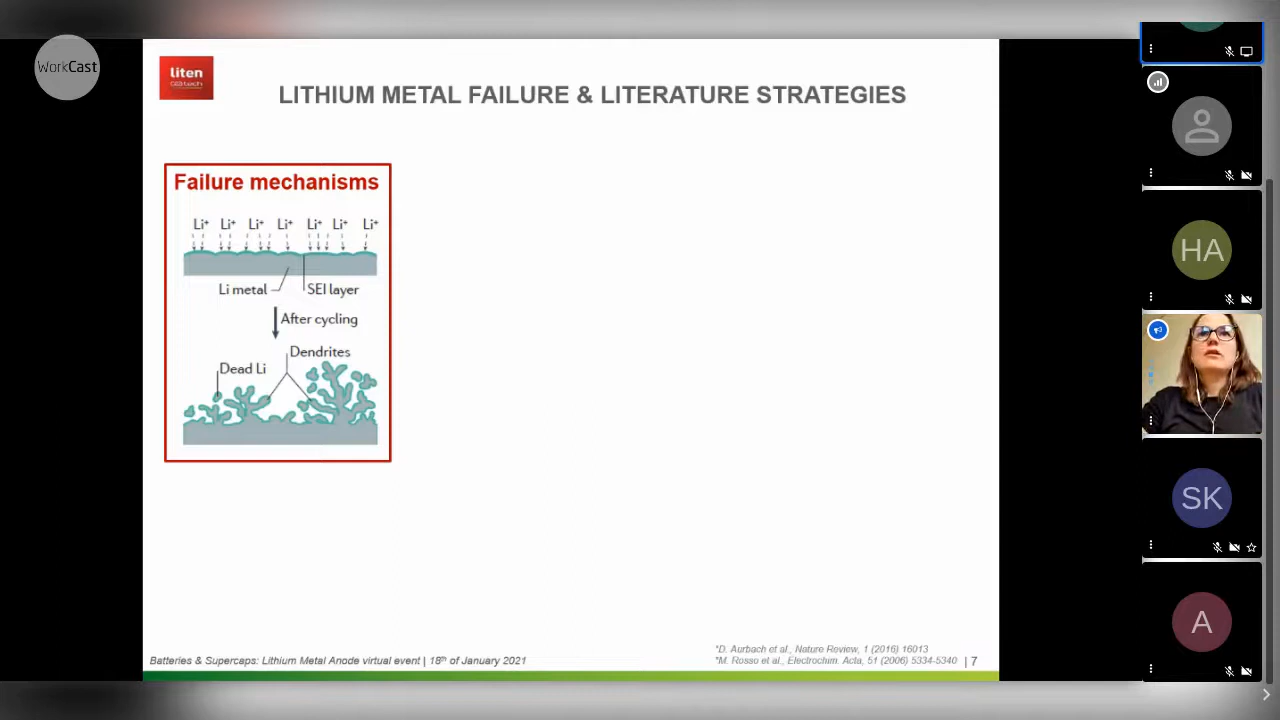 WorkCast
liten
LITHIUM METAL FAILURE & LITERATURE STRATEGIES
Failure mechanisms
Li⁺ Li⁺ Li⁺ Li⁺ Li⁺ Li⁺ Li⁺
Li metal SEI layer
After cycling
Dendrites
Dead Li
Batteries & Supercaps: Lithium Metal Anode virtual event | 18th of January 2021
*D. Aurbach et al., Nature Review, 1 (2016) 16013
*M. Rosso et al., Electrochim. Acta, 51 (2006) 5334-5340 | 7
HA
SK
A